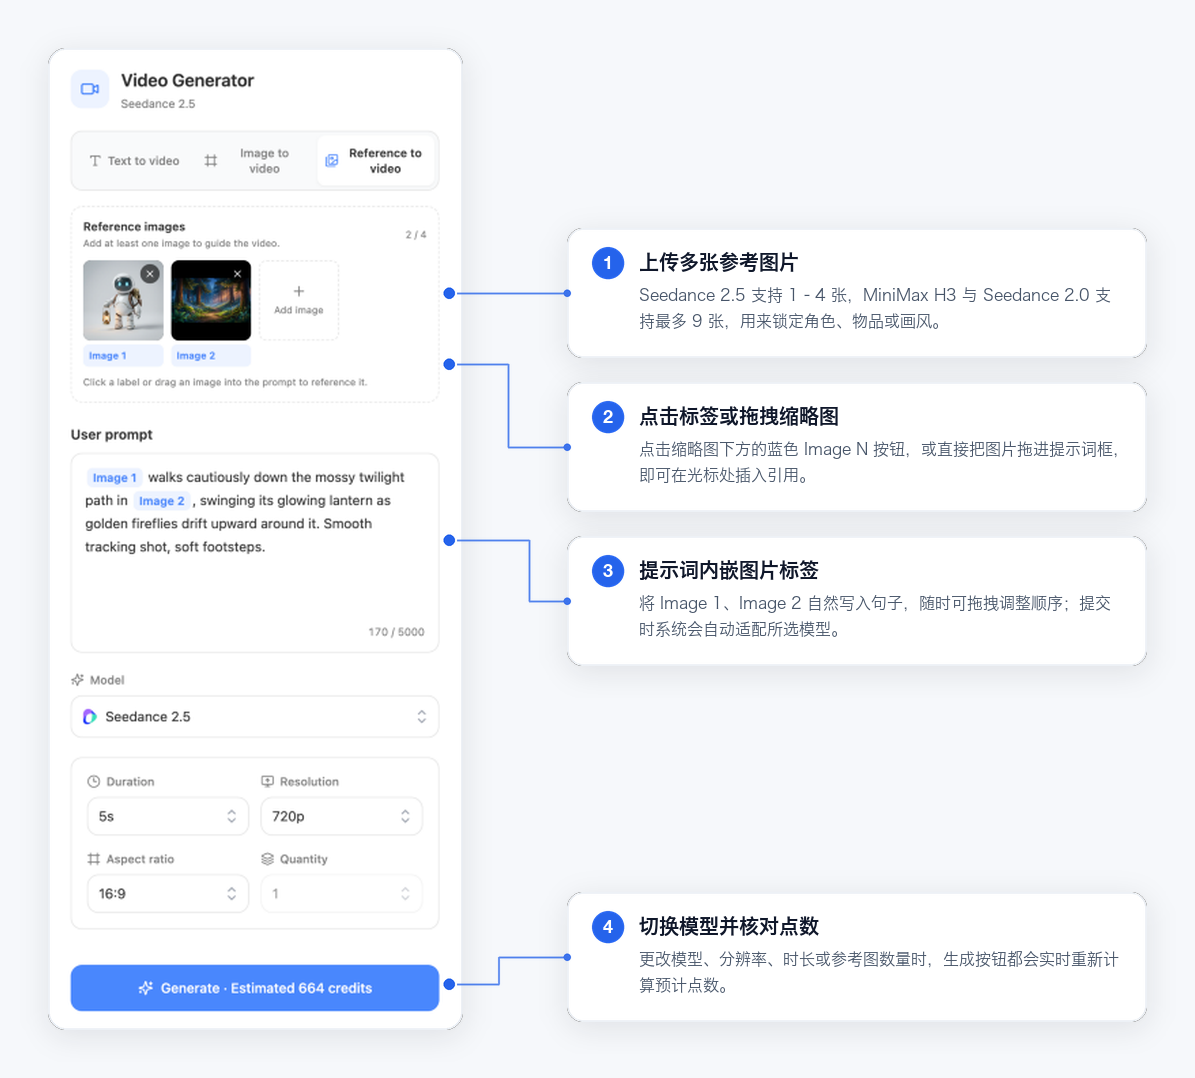 Video Generator
Seedance 2.5
Text to video
Image to
video
Reference to
video
Reference images
Add at least one image to guide the video.
2 / 4
Add image
Image 1
Image 2
Click a label or drag an image into the prompt to reference it.
User prompt
Image 1 walks cautiously down the mossy twilight
path in Image 2 , swinging its glowing lantern as
golden fireflies drift upward around it. Smooth
tracking shot, soft footsteps.
170 / 5000
Model
Seedance 2.5
Duration
Resolution
5s
720p
Aspect ratio
Quantity
16:9
1
Generate · Estimated 664 credits
1
上传多张参考图片
Seedance 2.5 支持 1 - 4 张，MiniMax H3 与 Seedance 2.0 支
持最多 9 张，用来锁定角色、物品或画风。
2
点击标签或拖拽缩略图
点击缩略图下方的蓝色 Image N 按钮，或直接把图片拖进提示词框，
即可在光标处插入引用。
3
提示词内嵌图片标签
将 Image 1、Image 2 自然写入句子，随时可拖拽调整顺序；提交
时系统会自动适配所选模型。
4
切换模型并核对点数
更改模型、分辨率、时长或参考图数量时，生成按钮都会实时重新计
算预计点数。